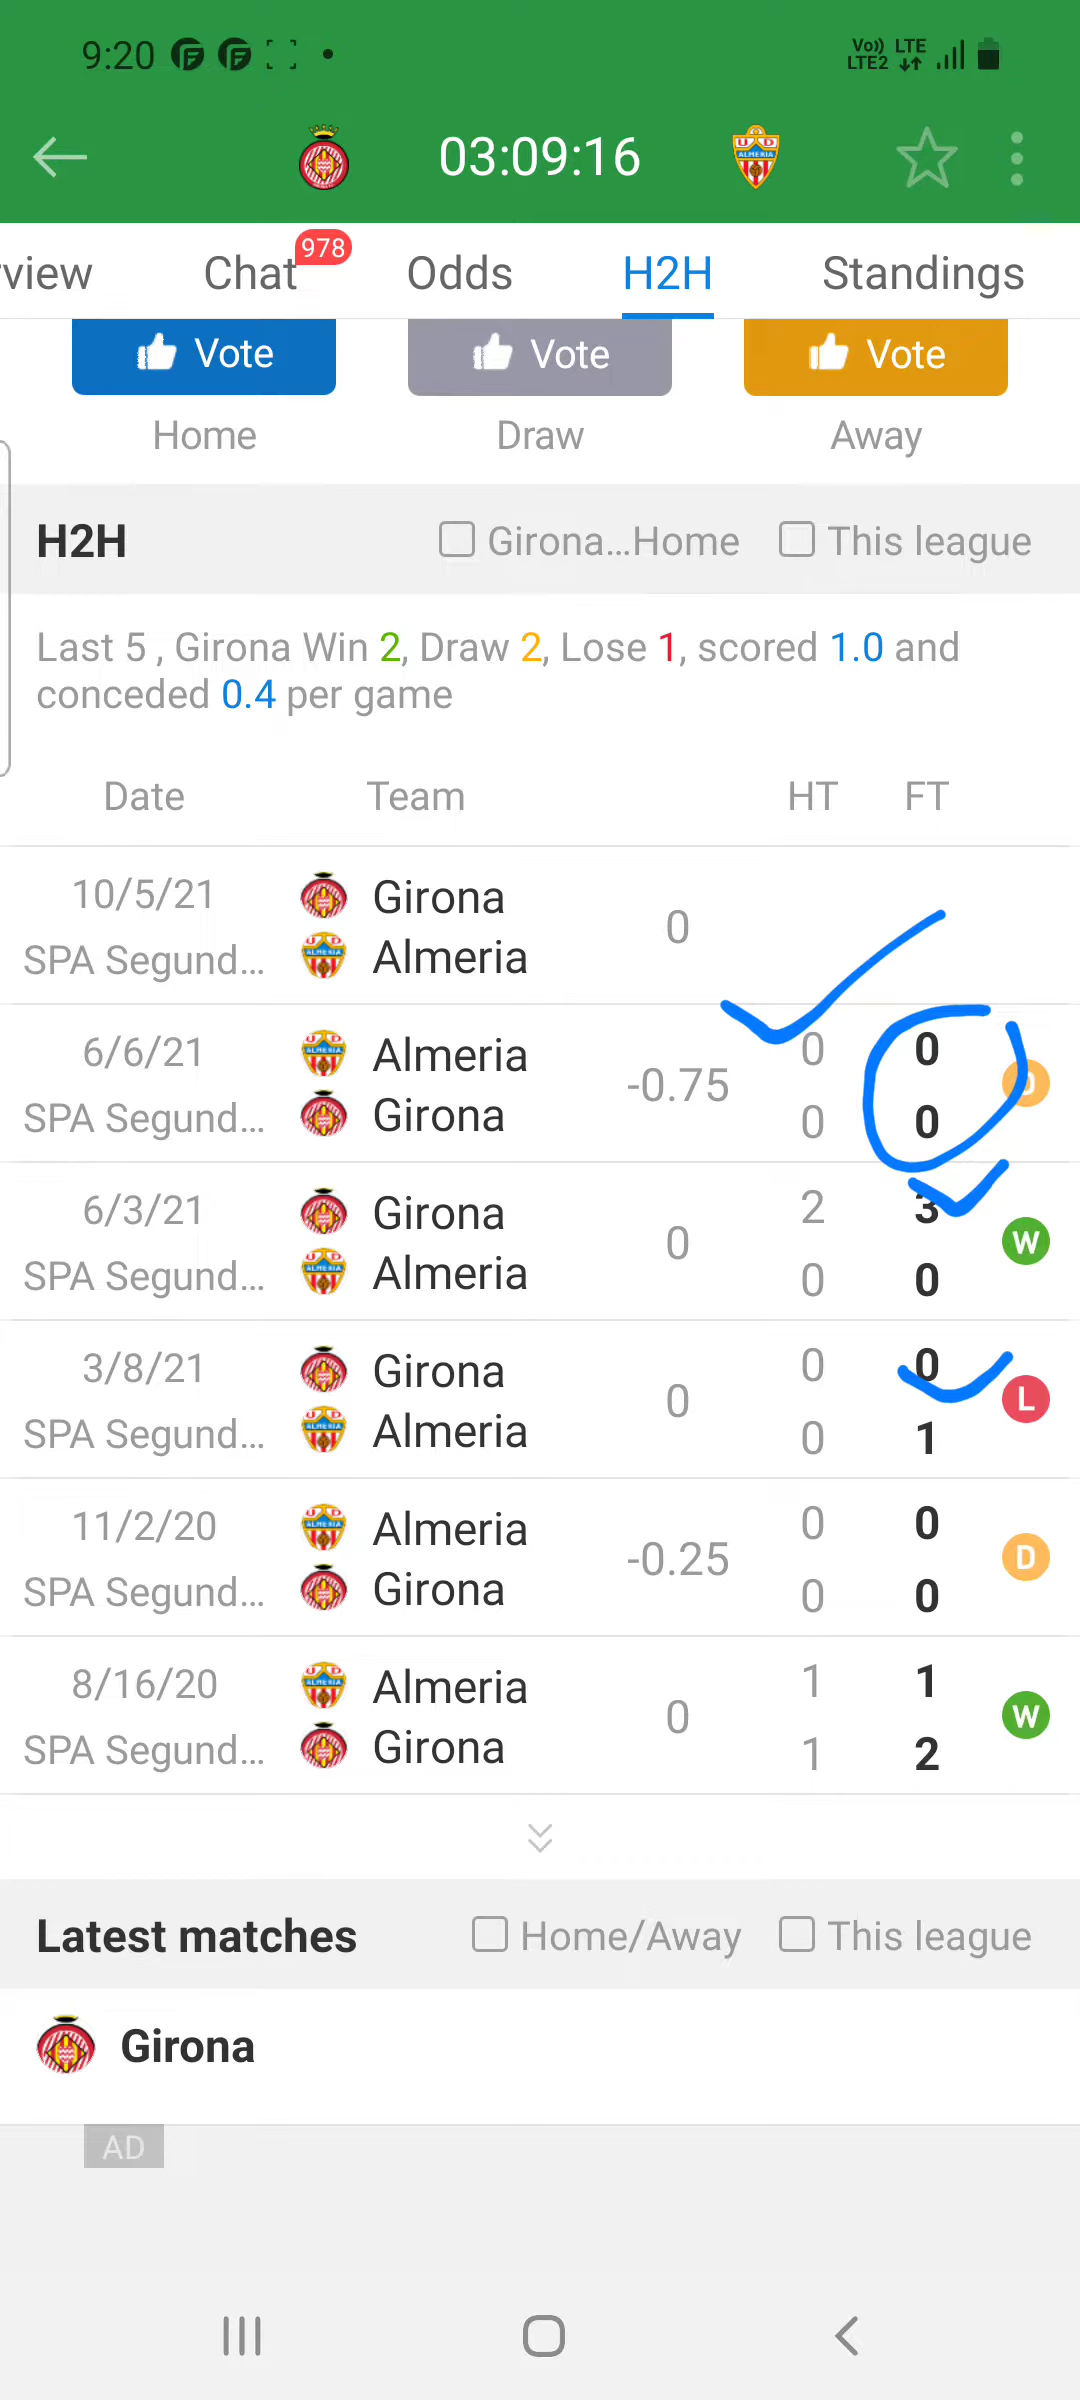 9:20 Vo)) LTE2 LTE
03:09:16
rview Chat 978 Odds H2H Standings
Vote Vote Vote
Home Draw Away
H2H Girona...Home This league
Last 5 , Girona Win 2, Draw 2, Lose 1, scored 1.0 and
conceded 0.4 per game
Date Team HT FT
10/5/21 Girona 0
SPA Segund... Almeria
6/6/21 Almeria -0.75 0 0
SPA Segund... Girona 0 0
6/3/21 Girona 0 2 3 W
SPA Segund... Almeria 0 0
3/8/21 Girona 0 0 0 L
SPA Segund... Almeria 0 1
11/2/20 Almeria -0.25 0 0 D
SPA Segund... Girona 0 0
8/16/20 Almeria 0 1 1 W
SPA Segund... Girona 1 2
Latest matches Home/Away This league
Girona
AD